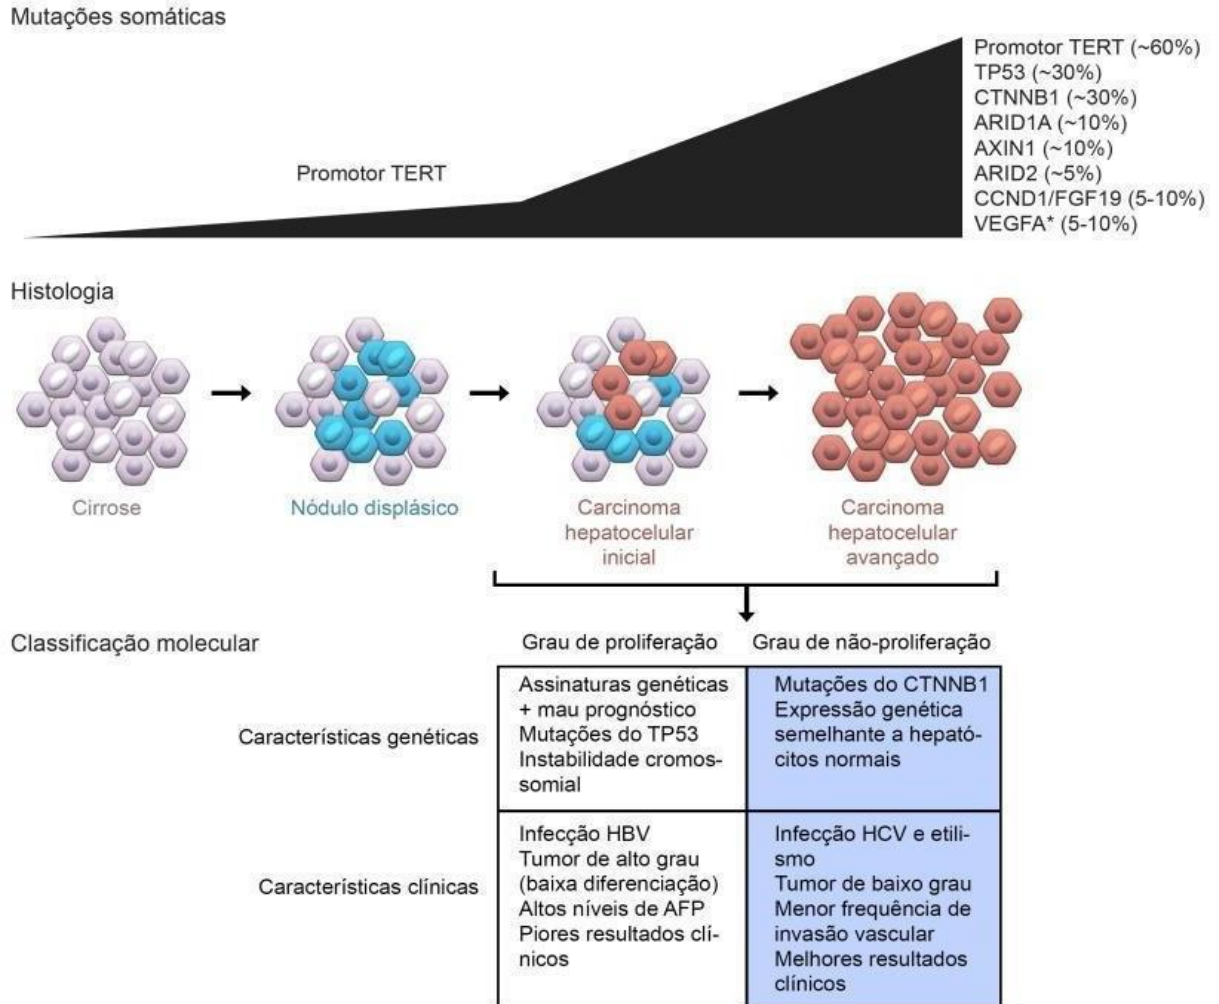 Mutações somáticas
Promotor TERT (~60%)
TP53 (~30%)
CTNNB1 (~30%)
ARID1A (~10%)
AXIN1 (~10%)
ARID2 (~5%)
CCND1/FGF19 (5-10%)
VEGFA* (5-10%)
Promotor TERT
Histologia
Cirrose
Nódulo displásico
Carcinoma
hepatocelular
inicial
Carcinoma
hepatocelular
avançado
Classificação molecular
Grau de proliferação
Grau de não-proliferação
Características genéticas
Assinaturas genéticas
+ mau prognóstico
Mutações do TP53
Instabilidade cromos-
somial
Mutações do CTNNB1
Expressão genética
semelhante a hepató-
citos normais
Características clínicas
Infecção HBV
Tumor de alto grau
(baixa diferenciação)
Altos níveis de AFP
Piores resultados clí-
nicos
Infecção HCV e etili-
smo
Tumor de baixo grau
Menor frequência de
invasão vascular
Melhores resultados
clínicos